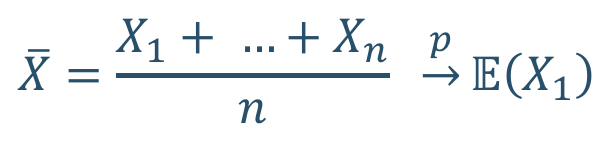 X̄ = (X₁ + … + Xₙ) / n →ᵖ 𝔼(X₁)